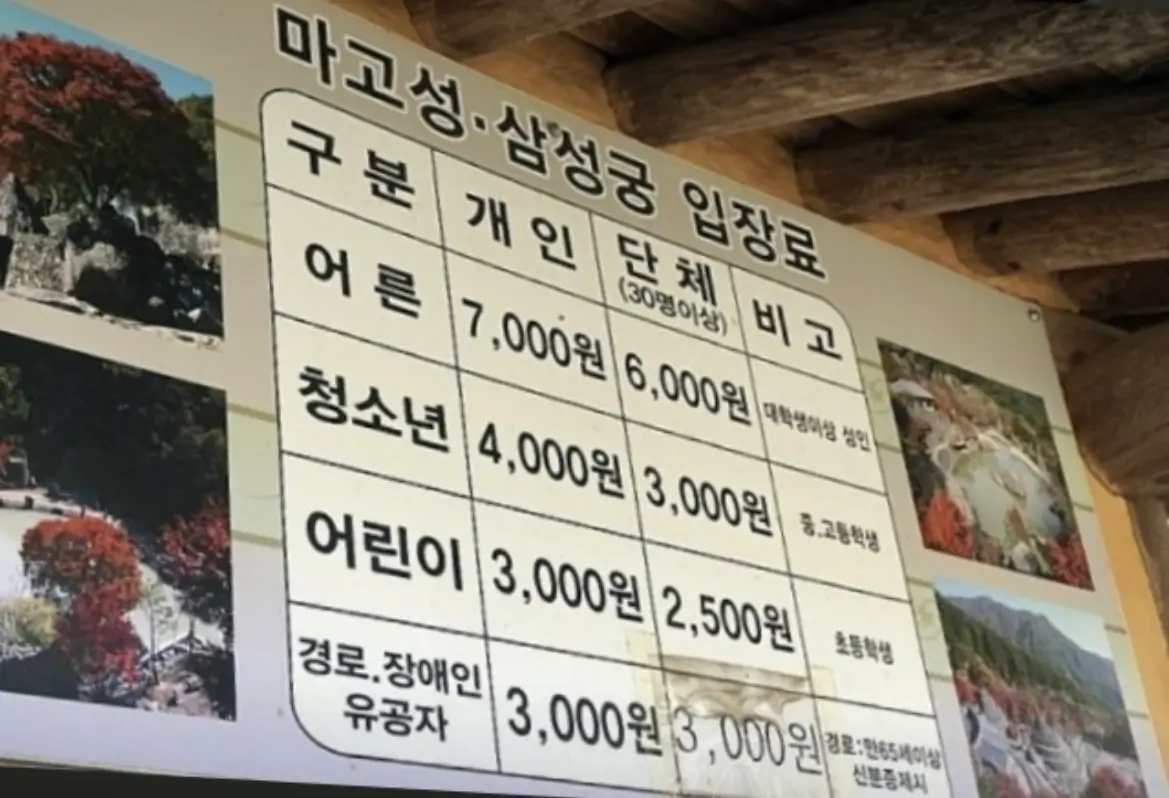 마고성·삼성궁 입장료
구분 개인 단체 비고
(30명이상)
어른 7,000원 6,000원 대학생이상 성인
청소년 4,000원 3,000원 중.고등학생
어린이 3,000원 2,500원 초등학생
경로.장애인 3,000원 3,000원 경로:만65세이상
유공자 신분증제시